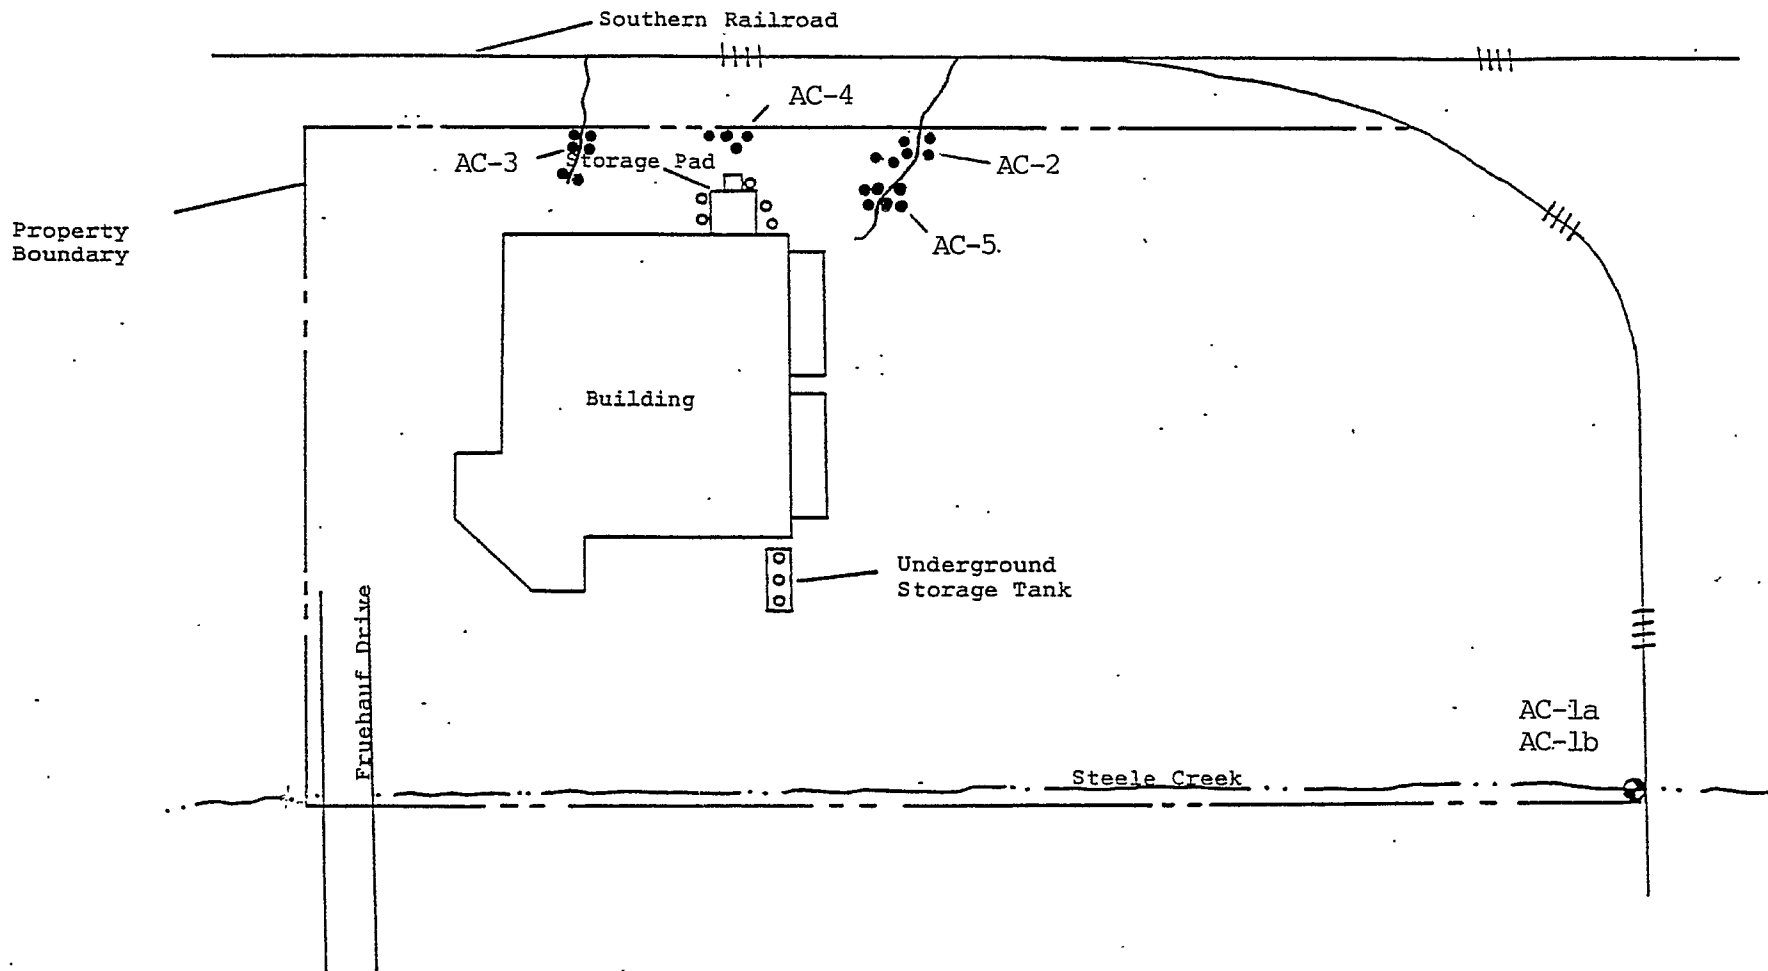 Southern Railroad
AC-4
AC-3
Storage Pad
AC-2
Property
Boundary
AC-5.
Building
Underground
Storage Tank
Fruehauf Drive
AC-1a
AC-1b
Steele Creek